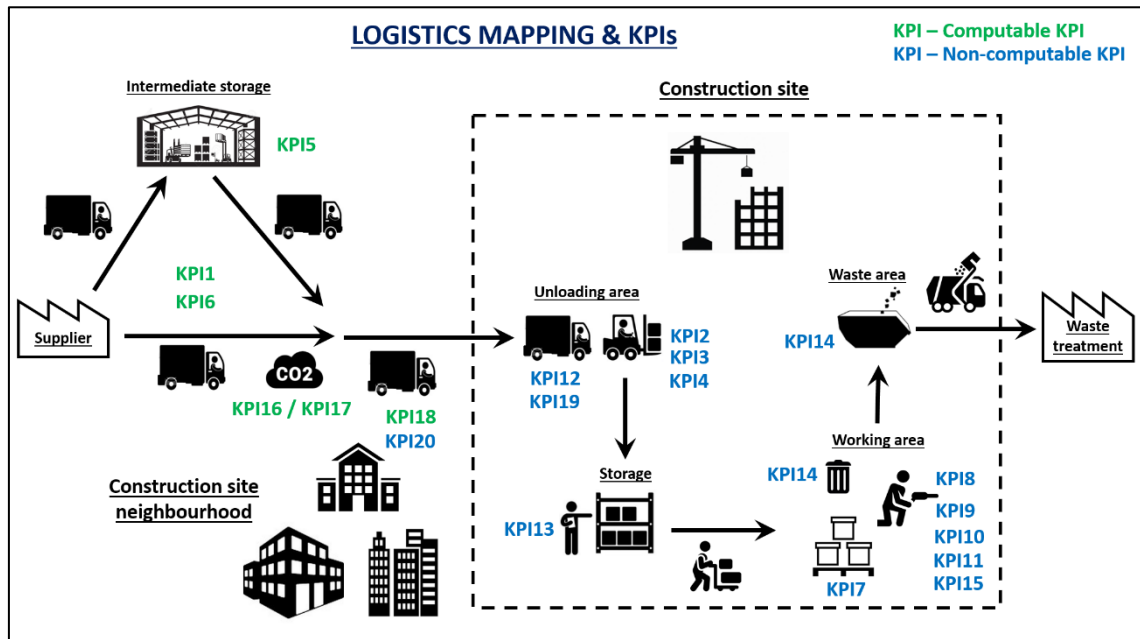 LOGISTICS MAPPING & KPIs
KPI – Computable KPI
KPI – Non-computable KPI
Intermediate storage
KPI5
Construction site
KPI1
KPI6
Supplier
CO2
KPI16 / KPI17
KPI18
KPI20
Construction site
neighbourhood
Unloading area
KPI2
KPI3
KPI4
KPI12
KPI19
Storage
KPI13
Waste area
KPI14
Waste
treatment
Working area
KPI14
KPI8
KPI9
KPI10
KPI11
KPI15
KPI7